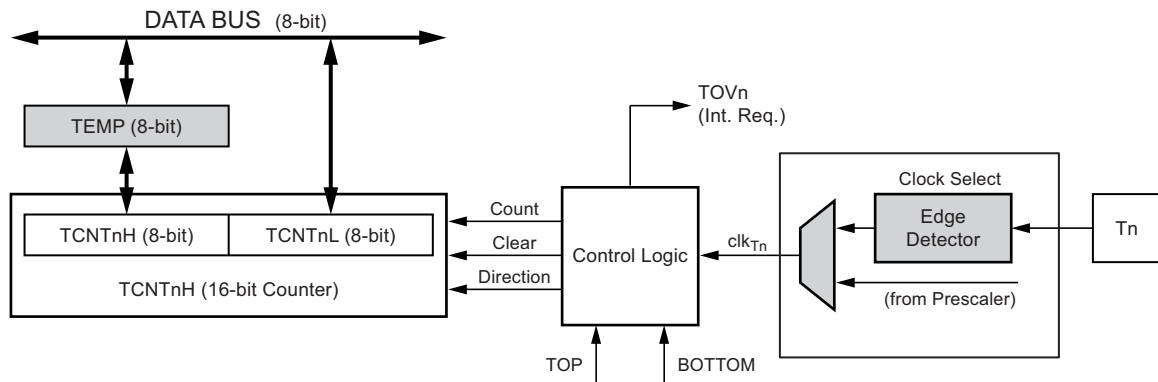 DATA BUS (8-bit)
TEMP (8-bit)
TCNTnH (8-bit)
TCNTnL (8-bit)
TCNTnH (16-bit Counter)
Count
Clear
Direction
TOVn
(Int. Req.)
Control Logic
TOP
BOTTOM
clkTn
Clock Select
Edge
Detector
(from Prescaler)
Tn